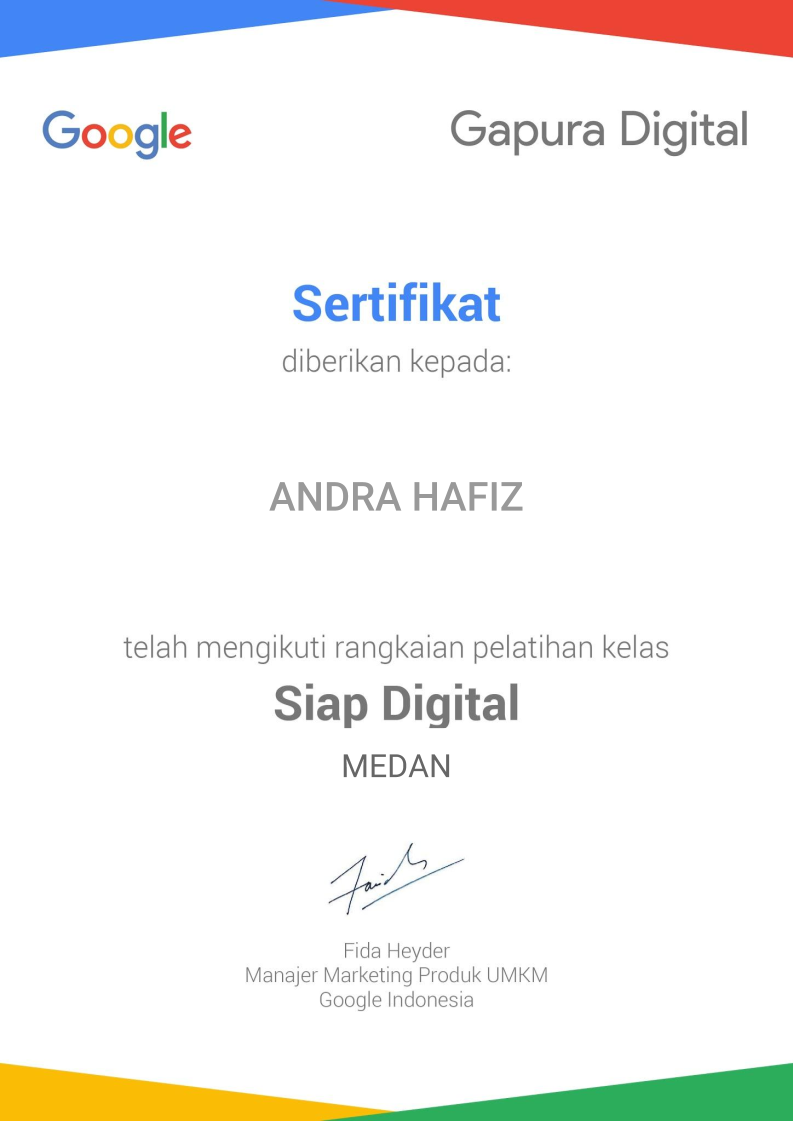 Google
Gapura Digital
Sertifikat
diberikan kepada:
ANDRA HAFIZ
telah mengikuti rangkaian pelatihan kelas
Siap Digital
MEDAN
Fida Heyder
Manajer Marketing Produk UMKM
Google Indonesia